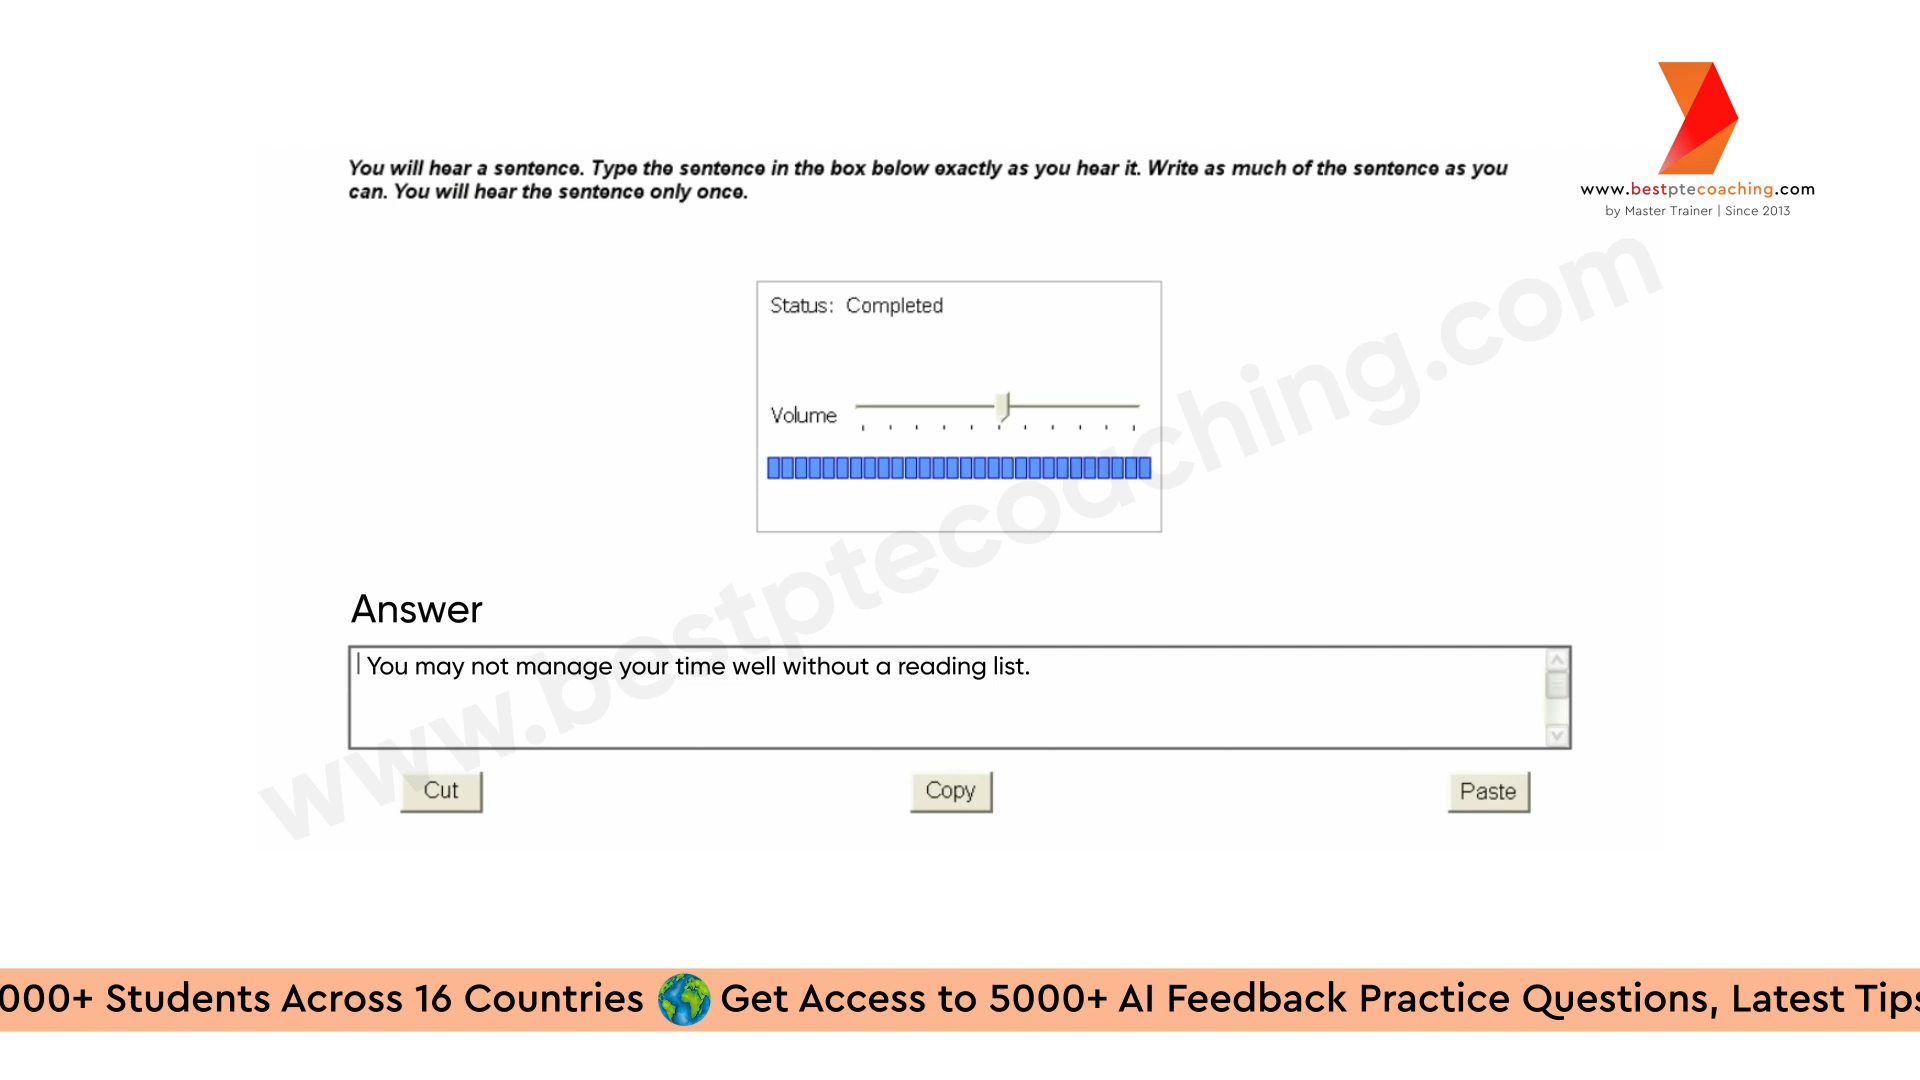 You will hear a sentence. Type the sentence in the box below exactly as you hear it. Write as much of the sentence as you
can. You will hear the sentence only once.
www.bestptecoaching.com
by Master Trainer | Since 2013
Status: Completed
Volume
www.bestptecoaching.com
Answer
You may not manage your time well without a reading list.
Cut
Copy
Paste
000+ Students Across 16 Countries Get Access to 5000+ AI Feedback Practice Questions, Latest Tips